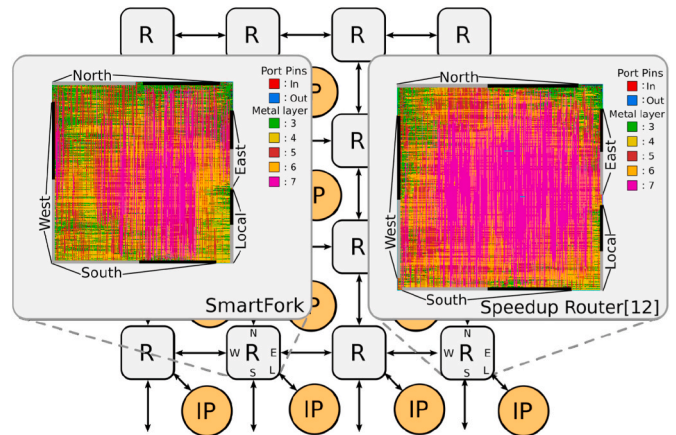 R R R R
North
Port Pins
: In
: Out
Metal layer
: 3
: 4
: 5
: 6
: 7
West
East
Local
South
SmartFork
P
R
P
R
North
Port Pins
: In
: Out
Metal layer
: 3
: 4
: 5
: 6
: 7
West
East
Local
South
Speedup Router[12]
R
N
W R E
S L
R
N
W R E
S L
IP IP IP IP